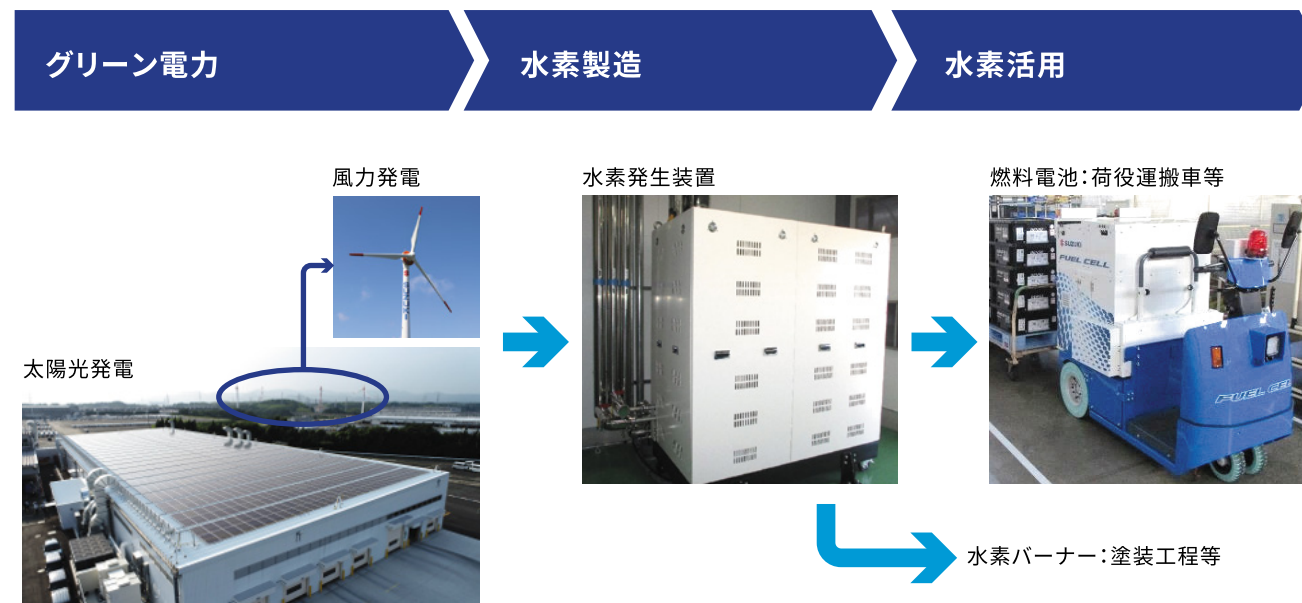 グリーン電力
水素製造
水素活用
風力発電
水素発生装置
燃料電池:荷役運搬車等
太陽光発電
SUZUKI
FUEL CELL
FUEL CEL
水素バーナー:塗装工程等